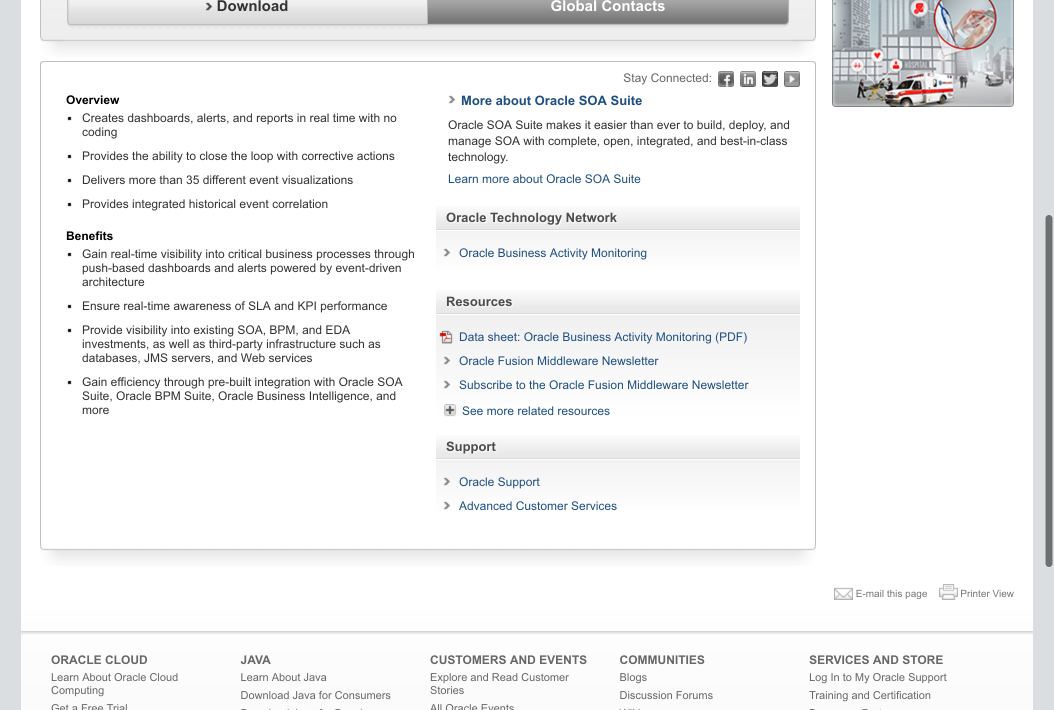 Download
Global Contacts
Stay Connected:
Overview
Creates dashboards, alerts, and reports in real time with no
coding
Provides the ability to close the loop with corrective actions
Delivers more than 35 different event visualizations
Provides integrated historical event correlation
Benefits
Gain real-time visibility into critical business processes through
push-based dashboards and alerts powered by event-driven
architecture
Ensure real-time awareness of SLA and KPI performance
Provide visibility into existing SOA, BPM, and EDA
investments, as well as third-party infrastructure such as
databases, JMS servers, and Web services
Gain efficiency through pre-built integration with Oracle SOA
Suite, Oracle BPM Suite, Oracle Business Intelligence, and
more
More about Oracle SOA Suite
Oracle SOA Suite makes it easier than ever to build, deploy, and
manage SOA with complete, open, integrated, and best-in-class
technology.
Learn more about Oracle SOA Suite
Oracle Technology Network
Oracle Business Activity Monitoring
Resources
Data sheet: Oracle Business Activity Monitoring (PDF)
Oracle Fusion Middleware Newsletter
Subscribe to the Oracle Fusion Middleware Newsletter
See more related resources
Support
Oracle Support
Advanced Customer Services
HOSPITAL
E-mail this page
Printer View
ORACLE CLOUD
Learn About Oracle Cloud
Computing
Get a Free Trial
JAVA
Learn About Java
Download Java for Consumers
CUSTOMERS AND EVENTS
Explore and Read Customer
Stories
All Oracle Events
COMMUNITIES
Blogs
Discussion Forums
SERVICES AND STORE
Log In to My Oracle Support
Training and Certification